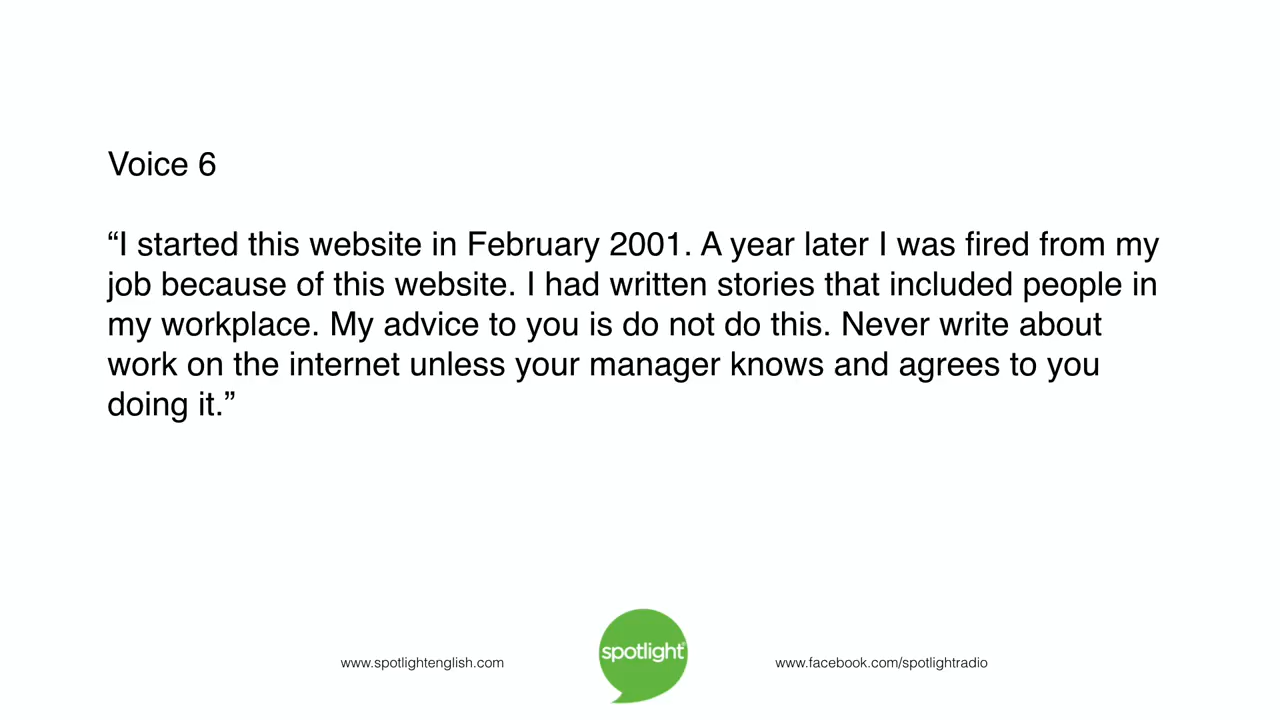 Voice 6
“I started this website in February 2001. A year later I was fired from my
job because of this website. I had written stories that included people in
my workplace. My advice to you is do not do this. Never write about
work on the internet unless your manager knows and agrees to you
doing it.”
www.spotlightenglish.com
spotlight
www.facebook.com/spotlightradio